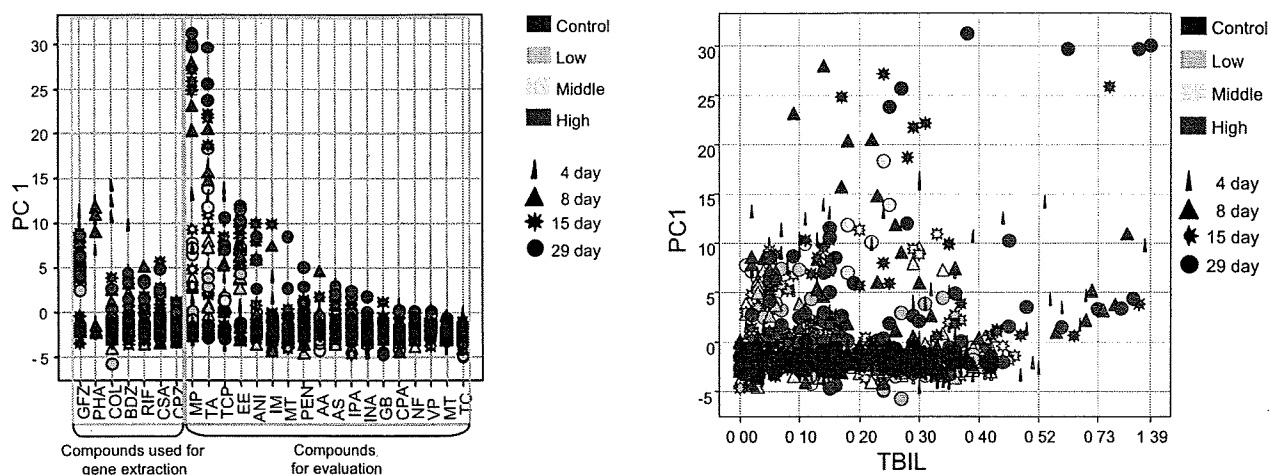 30
25
20
15
10
5
0
-5
PC 1
GFZ
PHA
COL
BDZ
RIF
CSA
CPZ
MP
TA
TCP
EE
ANI
IM
MT
PEN
AA
AS
IPA
INA
GB
CPA
NF
VP
MT
TC
Compounds used for
gene extraction
Compounds
for evaluation
Control
Low
Middle
High
4 day
8 day
15 day
29 day
30
25
20
15
10
5
0
-5
PC1
0 00
0 10
0 20
0 30
0 40
0 52
0 73
1 39
TBIL
Control
Low
Middle
High
4 day
8 day
15 day
29 day